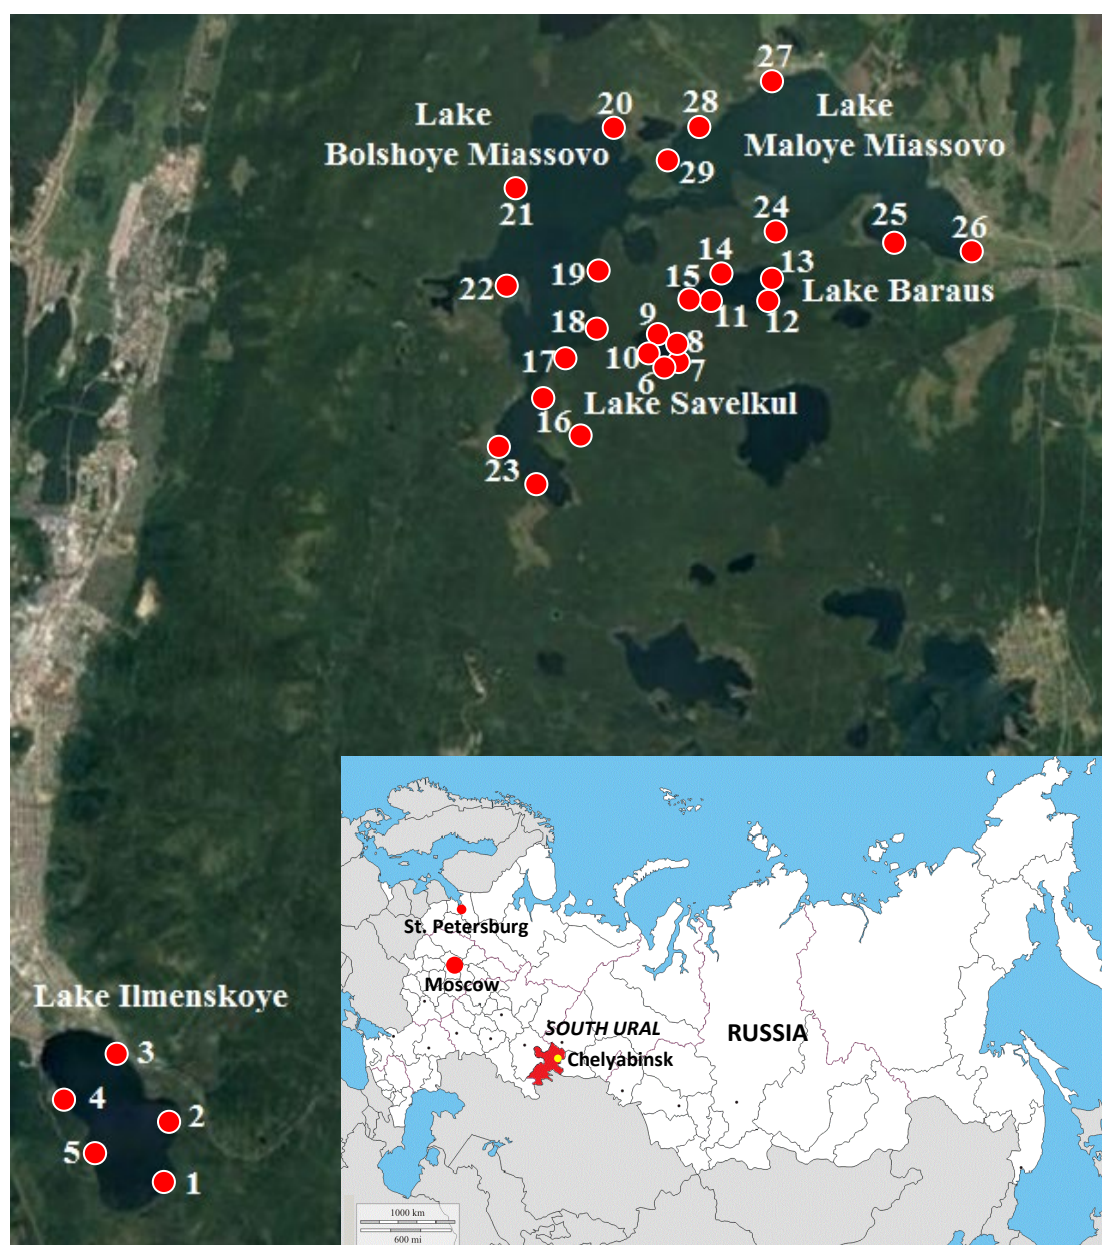 27
Lake
Bolshoye Miassovo
20
28
Lake
Maloye Miassovo
29
21
24
25
26
14
13
19
22
15
Lake Baraus
11
12
18
9
8
17
10
7
6
Lake Savelkul
16
23
Lake Ilmenskoye
3
4
2
5
1
St. Petersburg
Moscow
SOUTH URAL
RUSSIA
Chelyabinsk
1000 km
600 mi